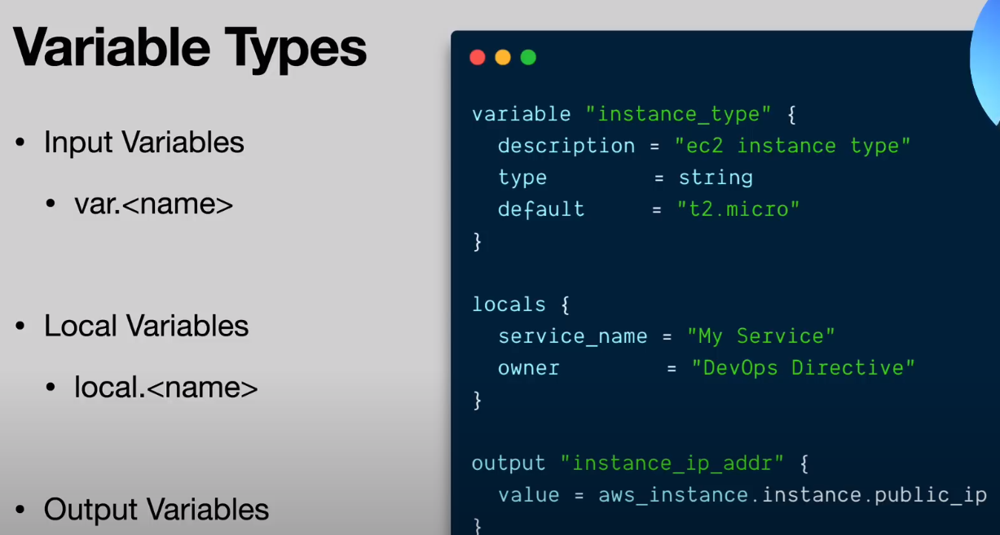 Variable Types
• Input Variables
• var.<name>
• Local Variables
• local.<name>
• Output Variables
variable "instance_type" {
  description = "ec2 instance type"
  type        = string
  default     = "t2.micro"
}
locals {
  service_name = "My Service"
  owner        = "DevOps Directive"
}
output "instance_ip_addr" {
  value = aws_instance.instance.public_ip
}